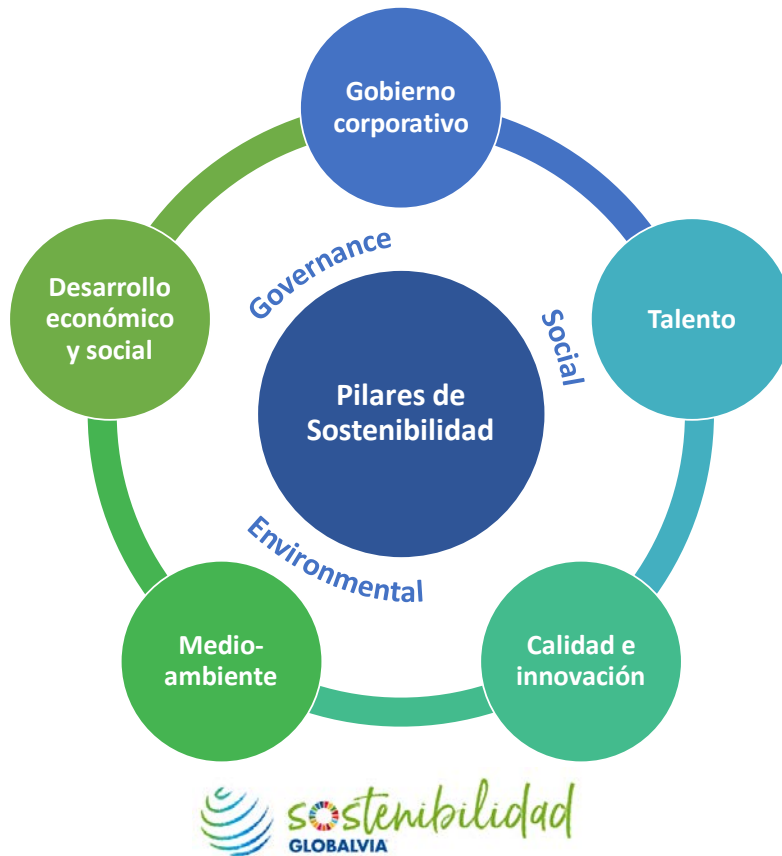 Gobierno
corporativo
Governance
Desarrollo
económico
y social
Social
Talento
Pilares de
Sostenibilidad
Environmental
Medio-
ambiente
Calidad e
innovación
sostenibilidad
GLOBALVIA